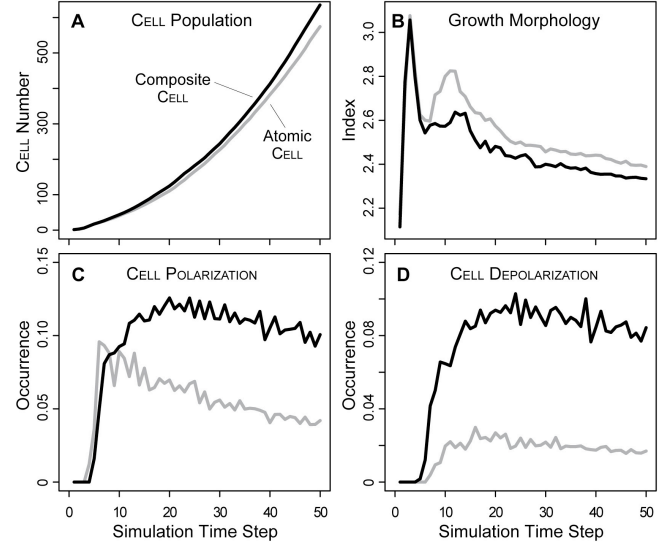 A
CELL POPULATION
CELL Number
600
300
100
0
Composite
CELL
Atomic
CELL
B
Growth Morphology
Index
3.0
2.8
2.6
2.4
2.2
C
CELL POLARIZATION
Occurrence
0.15
0.10
0.05
0
0
10
20
30
40
50
Simulation Time Step
D
CELL DEPOLARIZATION
Occurrence
0.12
0.08
0.04
0
0
10
20
30
40
50
Simulation Time Step